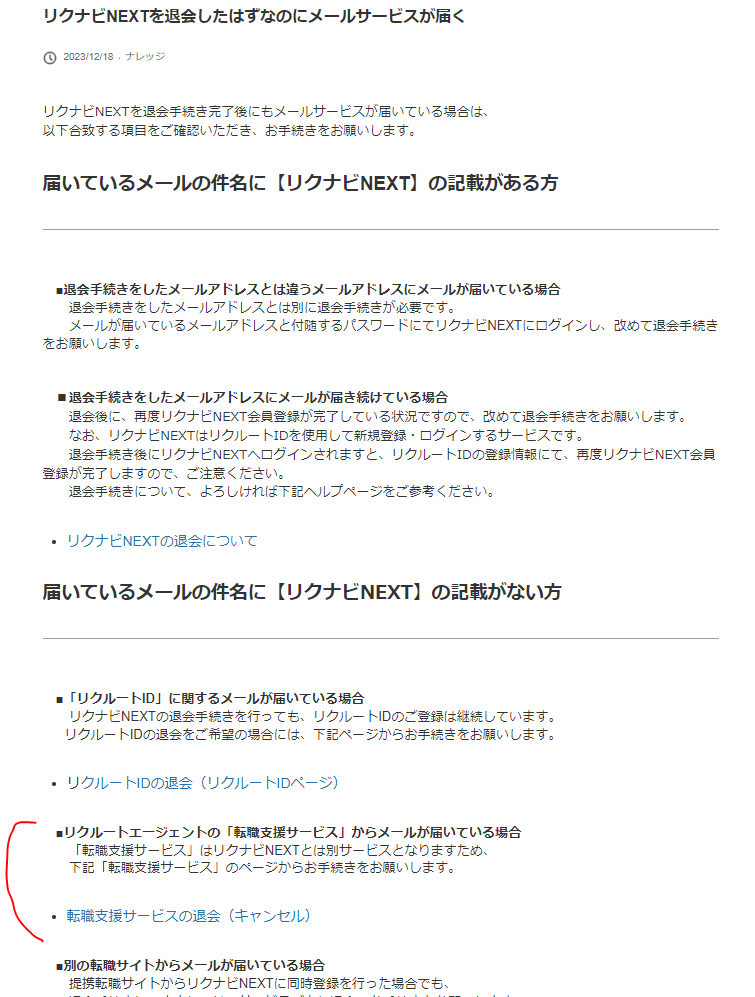 リクナビNEXTを退会したはずなのにメールサービスが届く
2023/12/18 · ナレッジ
リクナビNEXTを退会手続き完了後にもメールサービスが届いている場合は、
以下合致する項目をご確認いただき、お手続きをお願いします。
届いているメールの件名に【リクナビNEXT】の記載がある方
■退会手続きをしたメールアドレスとは違うメールアドレスにメールが届いている場合
退会手続きをしたメールアドレスとは別に退会手続きが必要です。
メールが届いているメールアドレスと付随するパスワードにてリクナビNEXTにログインし、改めて退会手続き
をお願いします。
■退会手続きをしたメールアドレスにメールが届き続けている場合
退会後に、再度リクナビNEXT会員登録が完了している状況ですので、改めて退会手続きをお願いします。
なお、リクナビNEXTはリクルートIDを使用して新規登録・ログインするサービスです。
退会手続き後にリクナビNEXTへログインされますと、リクルートIDの登録情報にて、再度リクナビNEXT会員
登録が完了しますので、ご注意ください。
退会手続きについて、よろしければ下記ヘルプページをご参考ください。
• リクナビNEXTの退会について
届いているメールの件名に【リクナビNEXT】の記載がない方
■「リクルートID」に関するメールが届いている場合
リクナビNEXTの退会手続きを行っても、リクルートIDのご登録は継続しています。
リクルートIDの退会をご希望の場合には、下記ページからお手続きをお願いします。
• リクルートIDの退会（リクルートIDページ）
■リクルートエージェントの「転職支援サービス」からメールが届いている場合
「転職支援サービス」はリクナビNEXTとは別サービスとなりますため、
下記「転職支援サービス」のページからお手続きをお願いします。
• 転職支援サービスの退会（キャンセル）
■別の転職サイトからメールが届いている場合
提携転職サイトからリクナビNEXTに同時登録を行った場合でも、